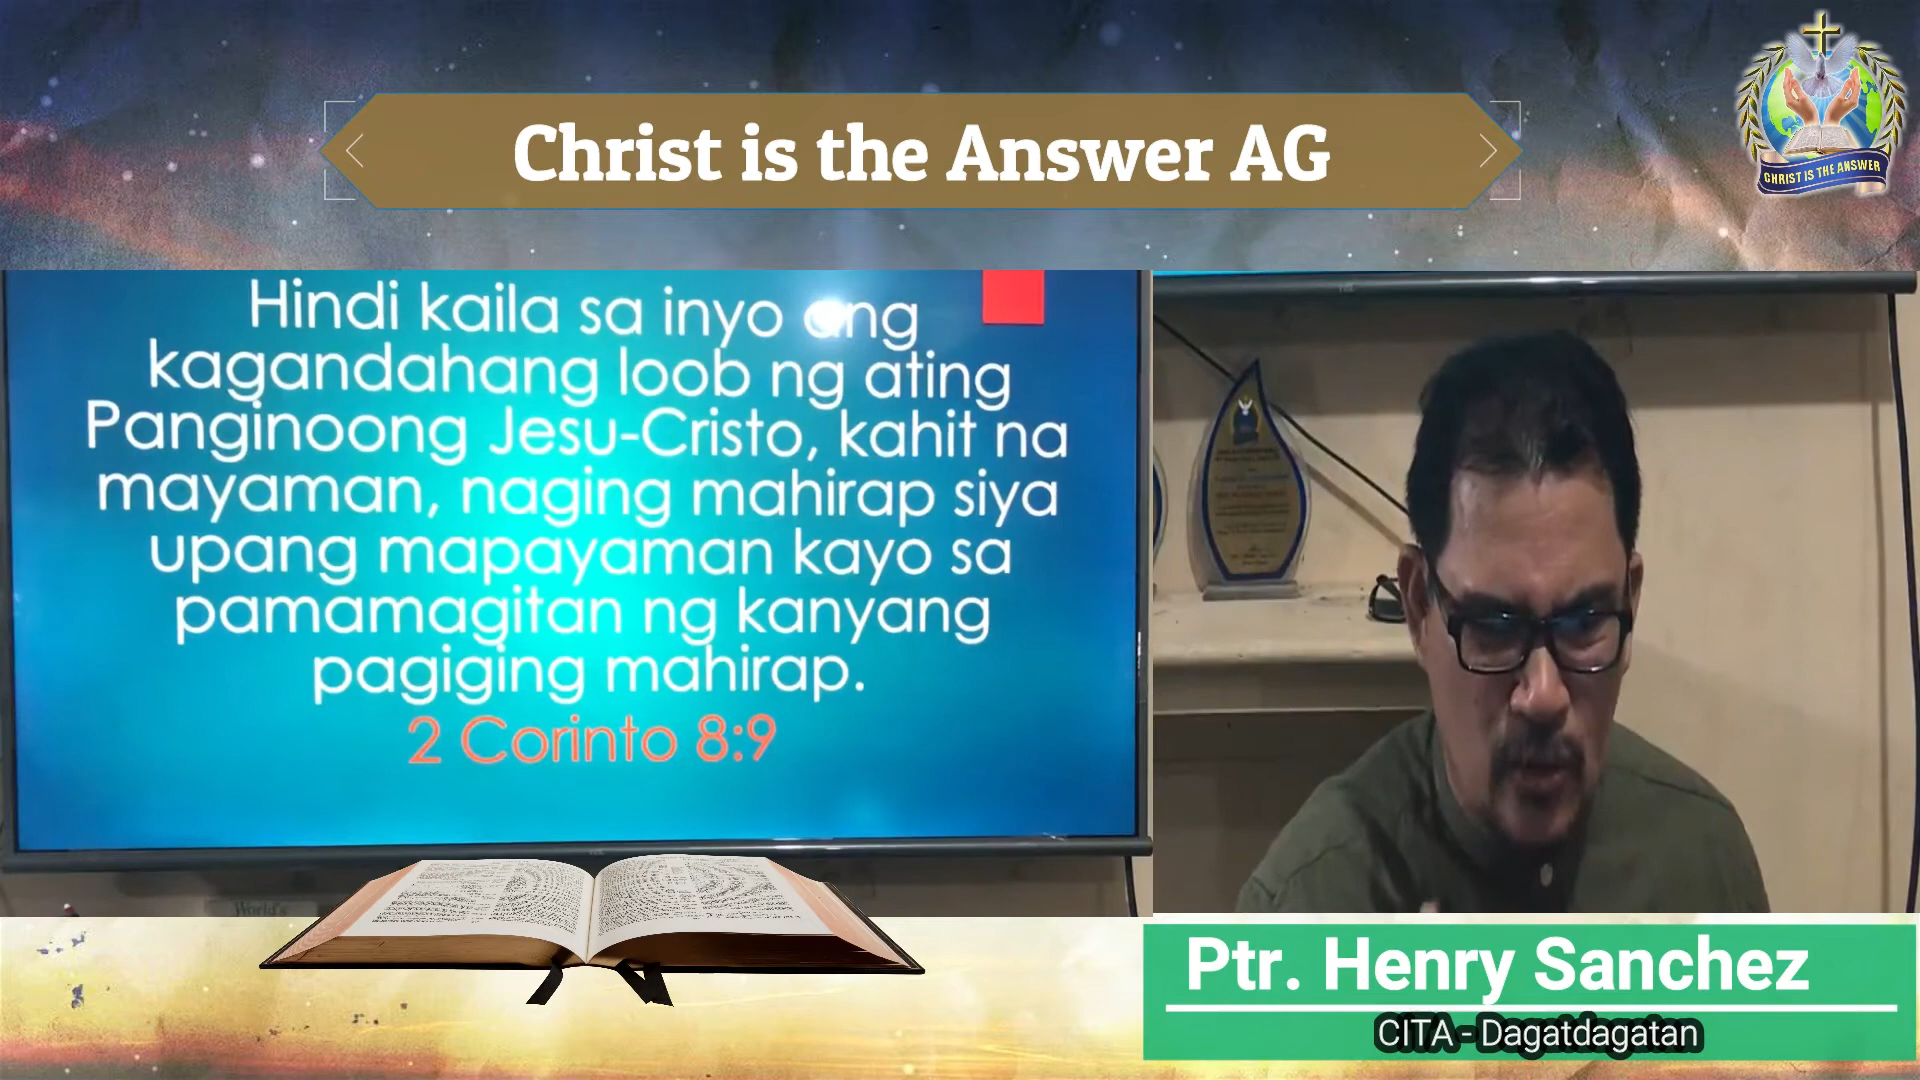 Christ is the Answer AG
CHRIST IS THE ANSWER
Hindi kaila sa inyo ang
kagandahang loob ng ating
Panginoong Jesu-Cristo, kahit na
mayaman, naging mahirap siya
upang mapayaman kayo sa
pamamagitan ng kanyang
pagiging mahirap.
2 Corinto 8:9
World's
Ptr. Henry Sanchez
CITA - Dagatdagatan